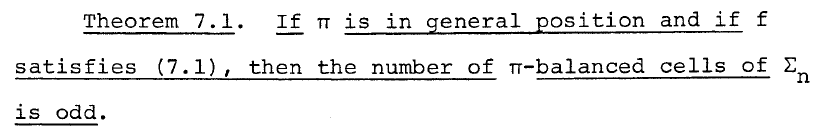 Theorem 7.1. If π is in general position and if f
satisfies (7.1), then the number of π-balanced cells of Σn
is odd.